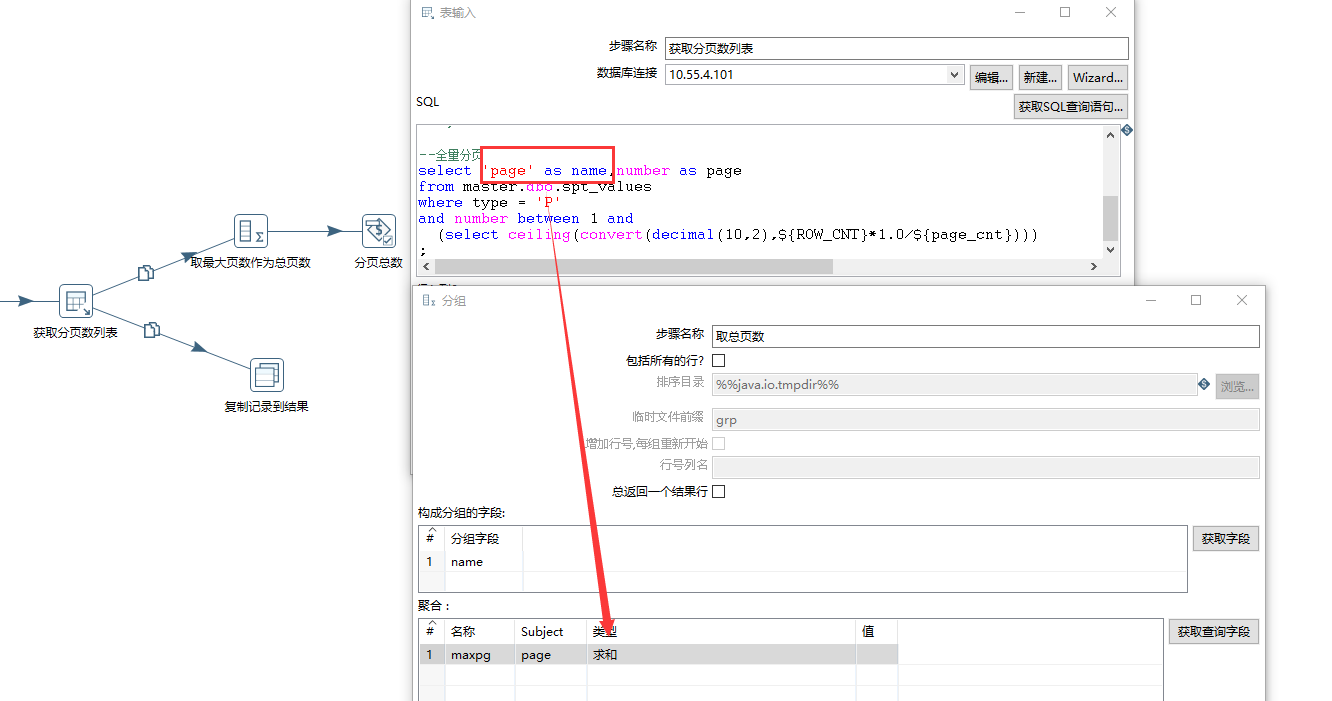 表输入
步骤名称 获取分页数列表
数据库连接 10.55.4.101 编辑... 新建... Wizard...
SQL 获取SQL查询语句...
--全量分页
select 'page' as name,number as page
from master.dbo.spt_values
where type = 'P'
and number between 1 and
(select ceiling(convert(decimal(10,2),${ROW_CNT}*1.0/${page_cnt})))
;
取最大页数作为总页数
分页总数
获取分页数列表
复制记录到结果
分组
步骤名称 取总页数
包括所有的行?
排序目录 %%java.io.tmpdir%% 浏览...
临时文件前缀 grp
增加行号,每组重新开始
行号列名
总返回一个结果行
构成分组的字段:
# 分组字段 获取字段
1 name
聚合 :
# 名称 Subject 类型 值 获取查询字段
1 maxpg page 求和